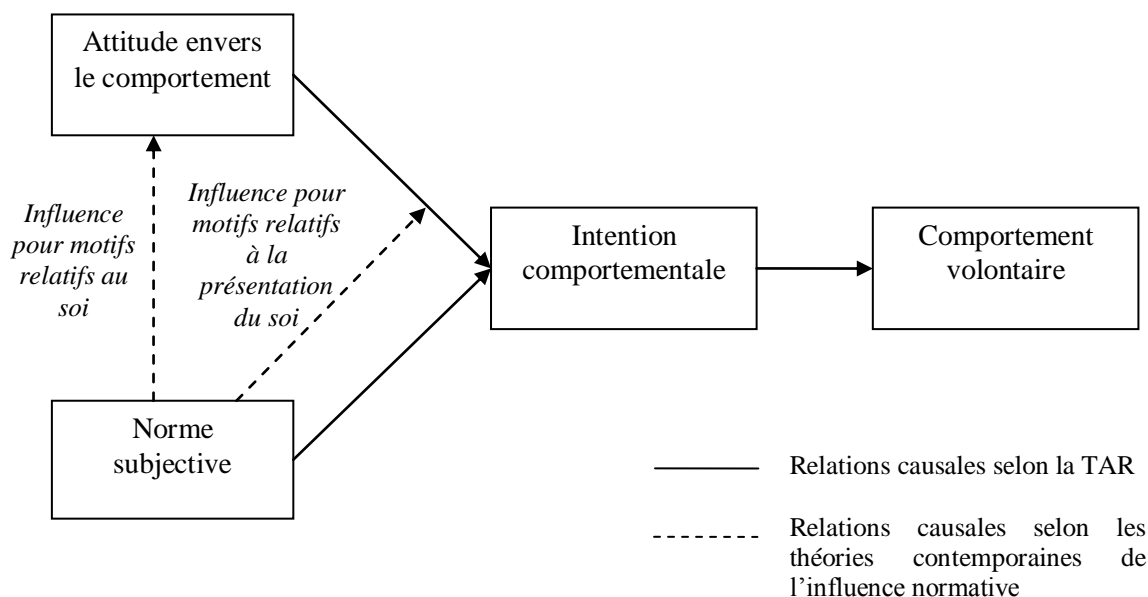 Attitude envers
le comportement
Influence
pour motifs
relatifs au
soi
Influence pour
motifs relatifs
à la
présentation
du soi
Intention
comportementale
Comportement
volontaire
Norme
subjective
Relations causales selon la TAR
Relations causales selon les
théories contemporaines de
l’influence normative